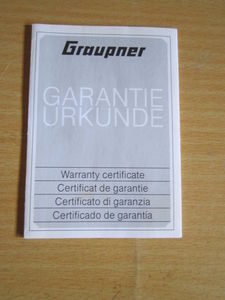 Graupner
GARANTIE
URKUNDE
Warranty certificate
Certificat de garantie
Certificato di garanzia
Certificado de garantia